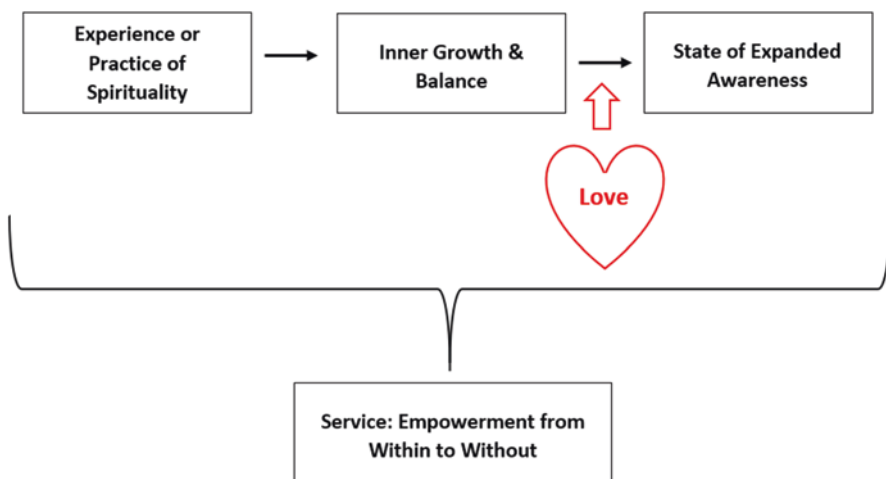 Experience or
Practice of
Spirituality
Inner Growth &
Balance
State of Expanded
Awareness
Love
Service: Empowerment from
Within to Without